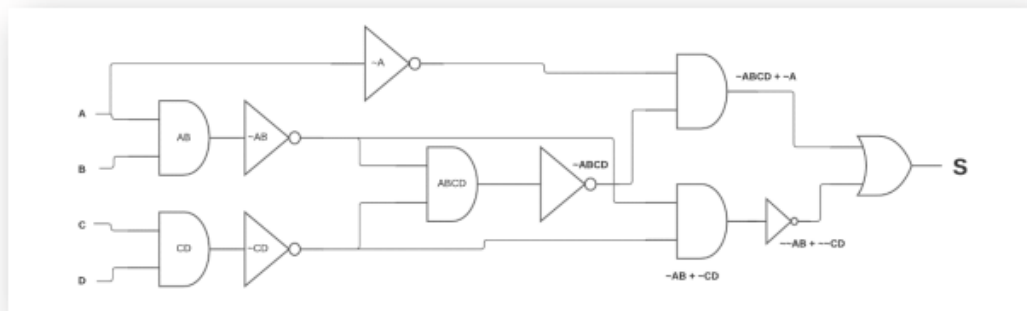 ~A
~ABCD + ~A
A
AB
~AB
B
~ABCD
ABCD
S
C
CD
~CD
~~AB + ~~CD
D
~AB + ~CD